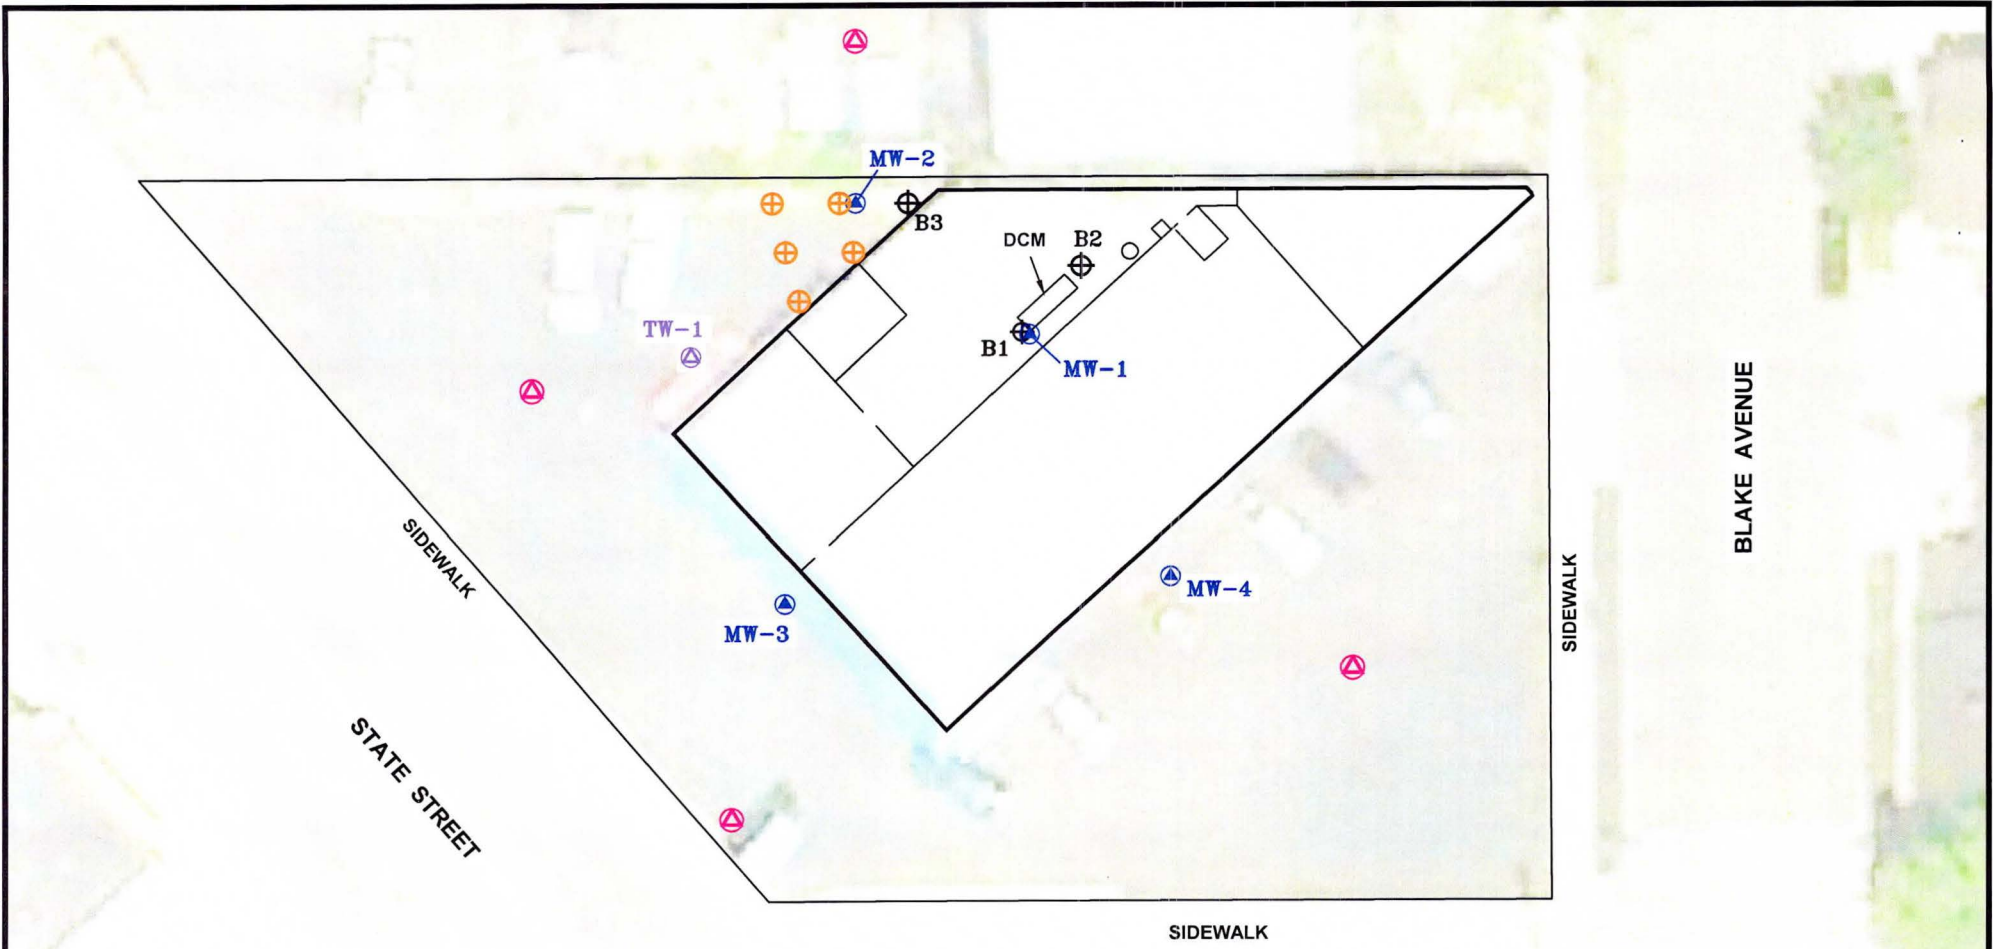 MW-2
B3
DCM
B2
TW-1
B1
MW-1
BLAKE AVENUE
SIDEWALK
SIDEWALK
MW-4
MW-3
STATE STREET
SIDEWALK